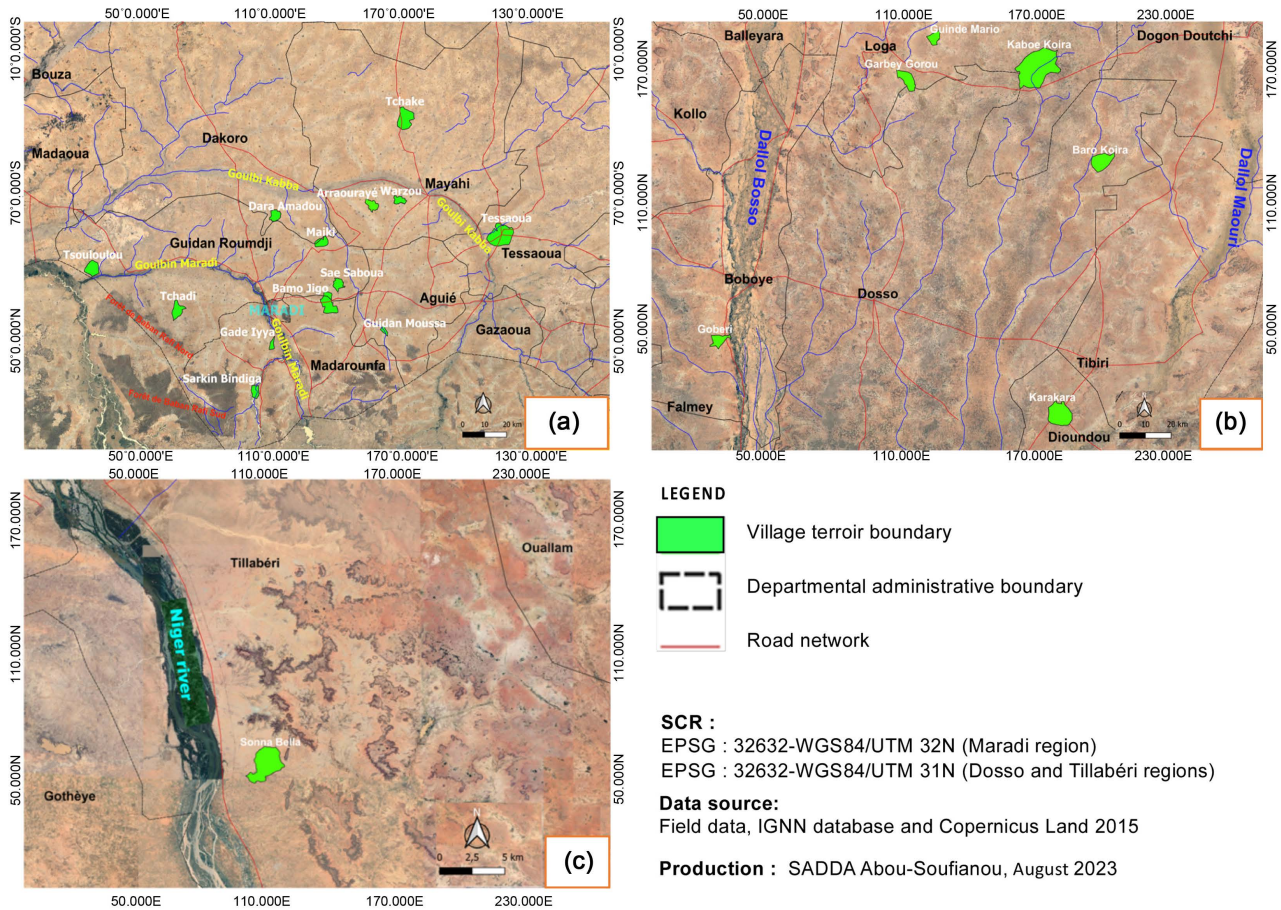 50°0.000'E 110°0.000'E 170°0.000'E 130°0.000'E
10°0.000'S
70°0.000'S
50°0.000'N
10°0.000'S
70°0.000'S
50°0.000'N
Bouza
Tchake
Dakoro
Madaoua
Goulbi Kabba
Mayahi
Arraourayé Warzou
Dara Amadou
Goulbi Kabba
Tessaoua
Maiki
Guidan Roumdji
Tessaoua
Tsouloulou
Goulbin Maradi
Sae Saboua
Bamo Jigo
Tchadi
Aguié
MARADI
Guidan Moussa
Gazaoua
Gade Iyya
Goulbin Maradi
Madarounfa
Sarkin Bindiga
0 10 20 km
(a)
50°0.000'E 110°0.000'E 170°0.000'E 130°0.000'E
50.000E 110.000E 170.000E 230.000E
170.000N
110.000N
50.000N
170.000N
110.000N
50.000N
Balleyara
Guinde Mario
Dogon Doutchi
Loga
Kaboe Koira
Garbey Gorou
Kollo
Dallol Bosso
Baro Koira
Dallol Maouri
Boboye
Dosso
Goberi
Tibiri
Falmey
Karakara
Dioundou
0 10 20 km
(b)
50.000E 110.000E 170.000E 230.000E
50.000E 110.000E 170.000E 230.000E
170.000N
110.000N
50.000N
170.000N
110.000N
50.000N
Ouallam
Tillabéri
Niger river
Sonna Beila
Gothèye
N
0 2,5 5 km
(c)
50.000E 110.000E 170.000E 230.000E
LEGEND
Village terroir boundary
Departmental administrative boundary
Road network
SCR :
EPSG : 32632-WGS84/UTM 32N (Maradi region)
EPSG : 32632-WGS84/UTM 31N (Dosso and Tillabéri regions)
Data source:
Field data, IGNN database and Copernicus Land 2015
Production : SADDA Abou-Soufianou, August 2023